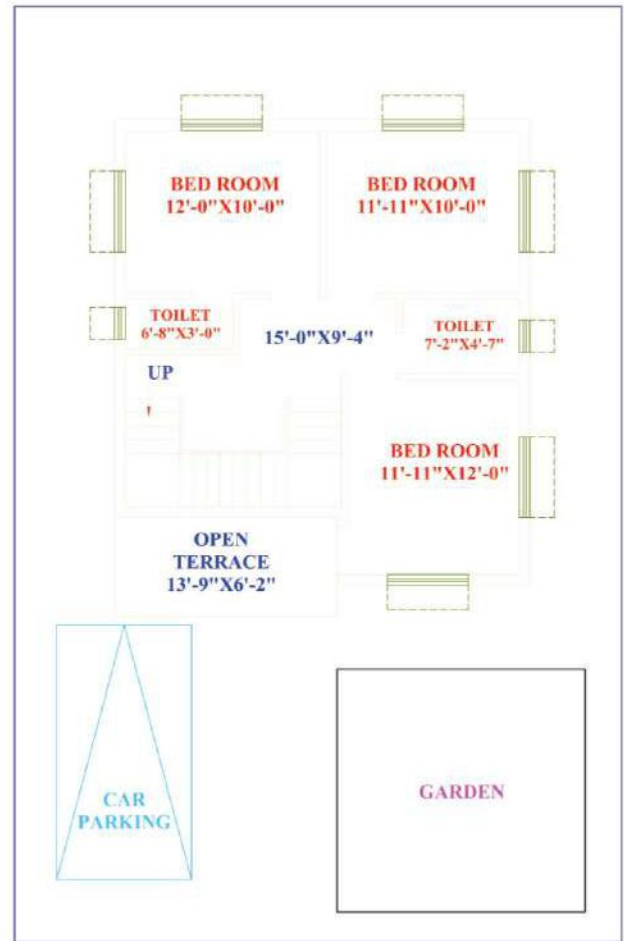 BED ROOM
12'-0"X10'-0"
BED ROOM
11'-11"X10'-0"
TOILET
6'-8"X3'-0"
15'-0"X9'-4"
TOILET
7'-2"X4'-7"
UP
BED ROOM
11'-11"X12'-0"
OPEN
TERRACE
13'-9"X6'-2"
CAR
PARKING
GARDEN